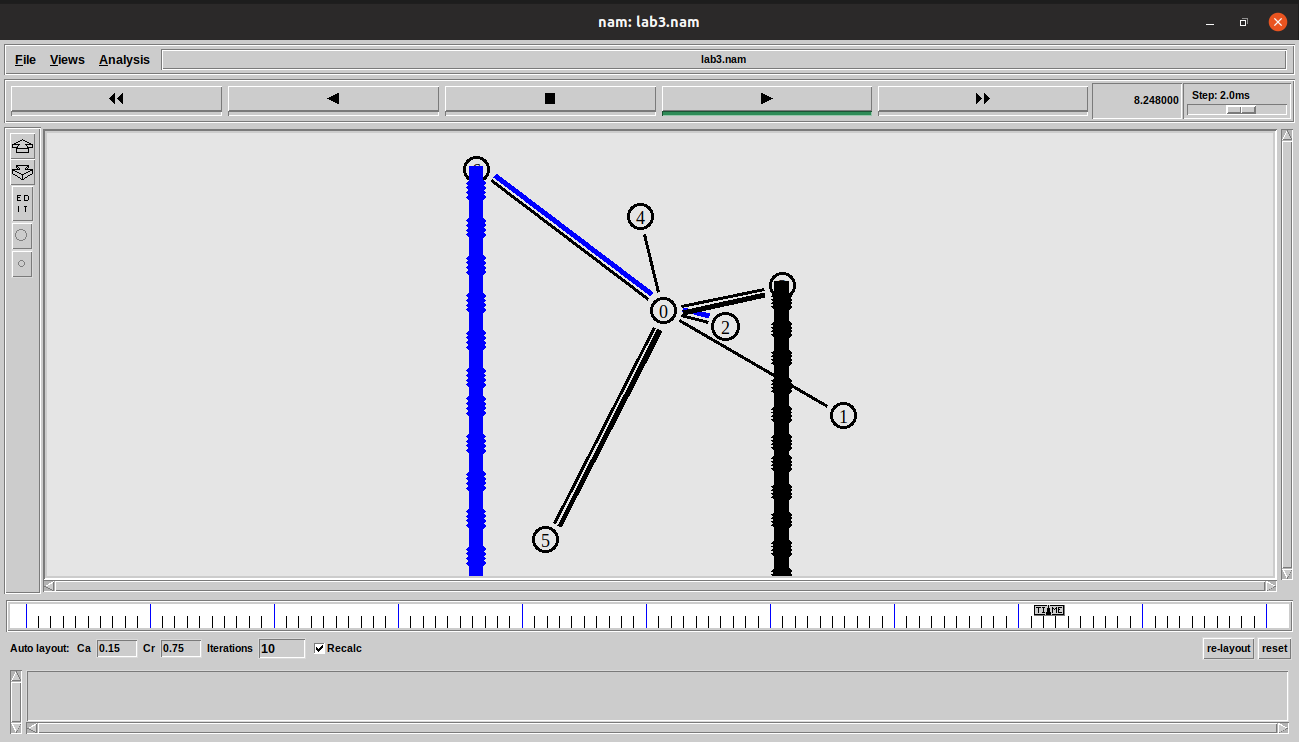 nam: lab3.nam
File Views Analysis lab3.nam
8.248000 Step: 2.0ms
ED
IT
4
0
2
1
5
TIME
Auto layout: Ca 0.15 Cr 0.75 Iterations 10 Recalc re-layout reset